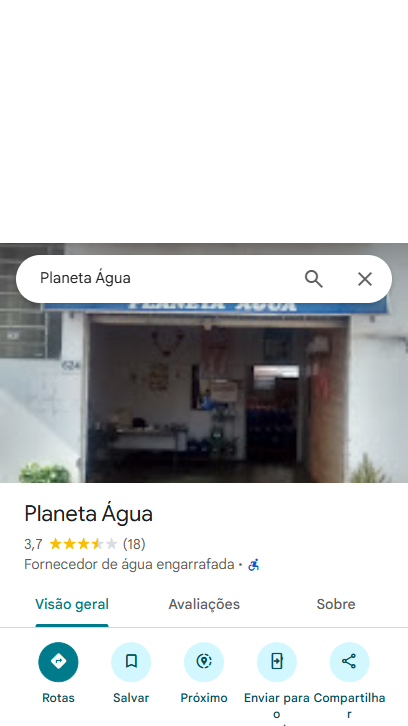 Planeta Água
PLANETA ÁGUA
624
Planeta Água
3,7 (18)
Fornecedor de água engarrafada •
Visão geral Avaliações Sobre
Rotas Salvar Próximo Enviar para o Compartilhar